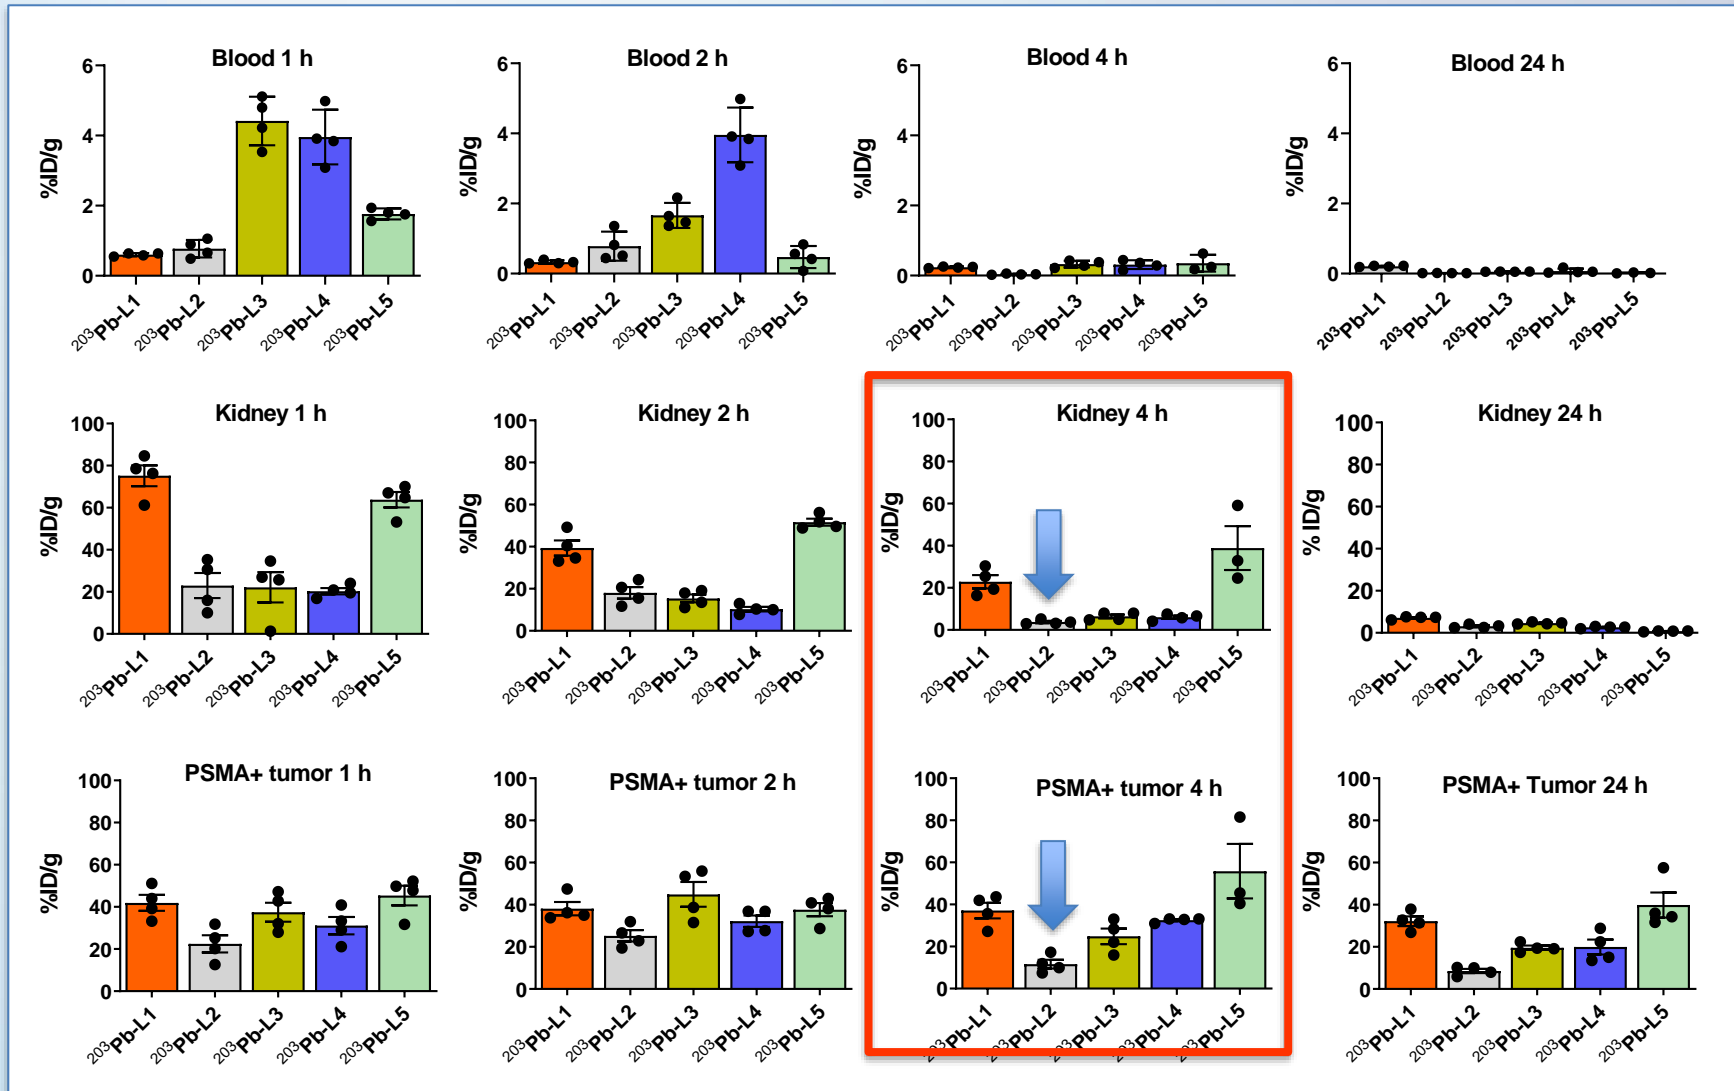 Blood 1 h
%ID/g
6
4
2
0
²⁰³Pb-L1
²⁰³Pb-L2
²⁰³Pb-L3
²⁰³Pb-L4
²⁰³Pb-L5
Blood 2 h
%ID/g
6
4
2
0
²⁰³Pb-L1
²⁰³Pb-L2
²⁰³Pb-L3
²⁰³Pb-L4
²⁰³Pb-L5
Blood 4 h
%ID/g
6
4
2
0
²⁰³Pb-L1
²⁰³Pb-L2
²⁰³Pb-L3
²⁰³Pb-L4
²⁰³Pb-L5
Blood 24 h
%ID/g
6
4
2
0
²⁰³Pb-L1
²⁰³Pb-L2
²⁰³Pb-L3
²⁰³Pb-L4
²⁰³Pb-L5
Kidney 1 h
%ID/g
100
80
60
40
20
0
²⁰³Pb-L1
²⁰³Pb-L2
²⁰³Pb-L3
²⁰³Pb-L4
²⁰³Pb-L5
Kidney 2 h
%ID/g
100
80
60
40
20
0
²⁰³Pb-L1
²⁰³Pb-L2
²⁰³Pb-L3
²⁰³Pb-L4
²⁰³Pb-L5
Kidney 4 h
%ID/g
100
80
60
40
20
0
²⁰³Pb-L1
²⁰³Pb-L2
²⁰³Pb-L3
²⁰³Pb-L4
²⁰³Pb-L5
Kidney 24 h
% ID/g
100
80
60
40
20
0
²⁰³Pb-L1
²⁰³Pb-L2
²⁰³Pb-L3
²⁰³Pb-L4
²⁰³Pb-L5
PSMA+ tumor 1 h
%ID/g
100
80
60
40
20
0
²⁰³Pb-L1
²⁰³Pb-L2
²⁰³Pb-L3
²⁰³Pb-L4
²⁰³Pb-L5
PSMA+ tumor 2 h
%ID/g
100
80
60
40
20
0
²⁰³Pb-L1
²⁰³Pb-L2
²⁰³Pb-L3
²⁰³Pb-L4
²⁰³Pb-L5
PSMA+ tumor 4 h
%ID/g
100
80
60
40
20
0
²⁰³Pb-L1
²⁰³Pb-L2
²⁰³Pb-L3
²⁰³Pb-L4
²⁰³Pb-L5
PSMA+ Tumor 24 h
%ID/g
100
80
60
40
20
0
²⁰³Pb-L1
²⁰³Pb-L2
²⁰³Pb-L3
²⁰³Pb-L4
²⁰³Pb-L5